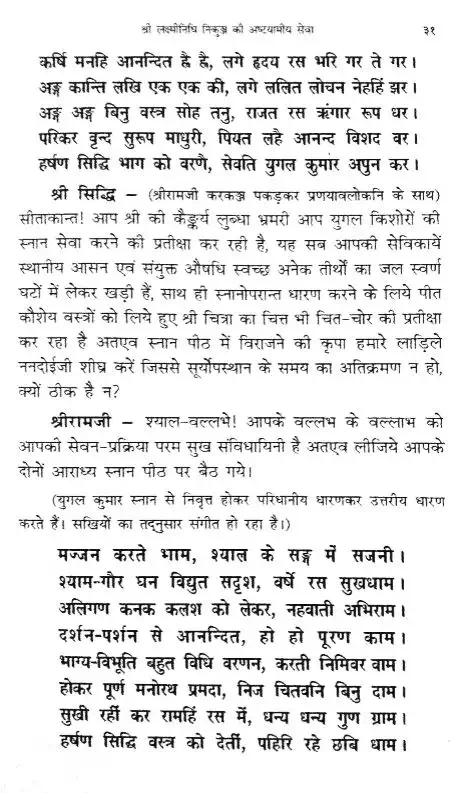 श्री लक्ष्मीनिधि निकुञ्ज की अष्टयामीय सेवा ३१
कर्षि मनहि आनन्दित ह्वै ह्वै, लगे हृदय रस भरि गर ते गर।
अङ्ग कान्ति लखि एक एक की, लगे ललित लोचन नेहहिं झर।
अङ्ग अङ्ग बिनु वस्त्र सोह तनु, राजत रस ऋंगार रूप धर।
परिकर वृन्द सुरूप माधुरी, पियत लहै आनन्द विशद वर।
हर्षण सिद्धि भाग को वरणै, सेवति युगल कुमार अपुन कर।
श्री सिद्धि – (श्रीरामजी करकञ्ज पकड़कर प्रणयावलोकनि के साथ)
सीताकान्त! आप श्री की कैङ्कर्य लुब्धा भ्रमरी आप युगल किशोरों की
स्नान सेवा करने की प्रतीक्षा कर रही है, यह सब आपकी सेविकायें
स्थानीय आसन एवं संयुक्त औषधि स्वच्छ अनेक तीर्थों का जल स्वर्ण
घटों में लेकर खड़ी हैं, साथ ही स्नानोपरान्त धारण करने के लिये पीत
कौशेय वस्त्रों को लिये हुए श्री चित्रा का चित्त भी चित-चोर की प्रतीक्षा
कर रहा है अतएव स्नान पीठ में विराजने की कृपा हमारे लाड़िले
ननदोईजी शीघ्र करें जिससे सूर्योपस्थान के समय का अतिक्रमण न हो,
क्यों ठीक है न?
श्रीरामजी – श्याल-वल्लभे! आपके वल्लभ के वल्लाभ को
आपकी सेवन-प्रक्रिया परम सुख संविधायिनी है अतएव लीजिये आपके
दोनों आराध्य स्नान पीठ पर बैठ गये।
(युगल कुमार स्नान से निवृत्त होकर परिधानीय धारणकर उत्तरीय धारण
करते हैं। सखियों का तद्नुसार संगीत हो रहा है।)
मज्जन करते भाम, श्याल के सङ्ग में सजनी।
श्याम-गौर घन विद्युत सदृश, वर्षे रस सुखधाम।
अलिगण कनक कलश को लेकर, नहवाती अभिराम।
दर्शन-पर्शन से आनन्दित, हो हो पूरण काम।
भाग्य-विभूति बहुत विधि वरणन, करती निमिवर वाम।
होकर पूर्ण मनोरथ प्रमदा, निज चितवनि बिनु दाम।
सुखी रहीं कर रामहिं रस में, धन्य धन्य गुण ग्राम।
हर्षण सिद्धि वस्त्र को देतीं, पहिरि रहे छबि धाम।